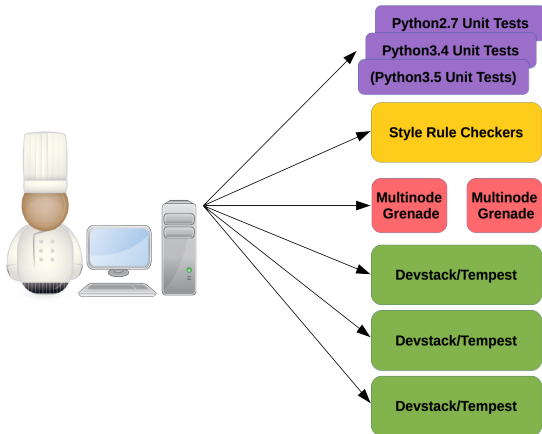 Python2.7 Unit Tests
Python3.4 Unit Tests
(Python3.5 Unit Tests)
Style Rule Checkers
Multinode
Grenade
Multinode
Grenade
Devstack/Tempest
Devstack/Tempest
Devstack/Tempest